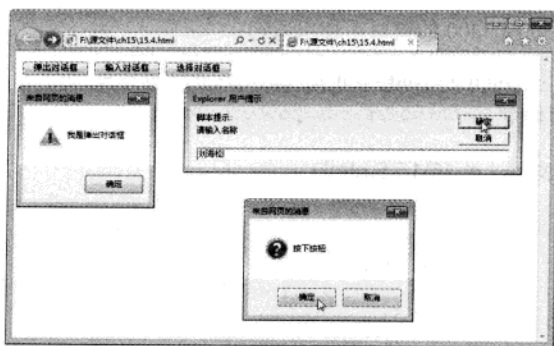 F:\源文件\ch15\15.4.html
F:\源文件\ch15\15.4.html
弹出对话框 输入对话框 选择对话框
来自网页的消息
我是弹出对话框
确定
Explorer 用户提示
脚本提示:
请输入名称
确定
取消
来自网页的消息
按下按钮
确定 取消